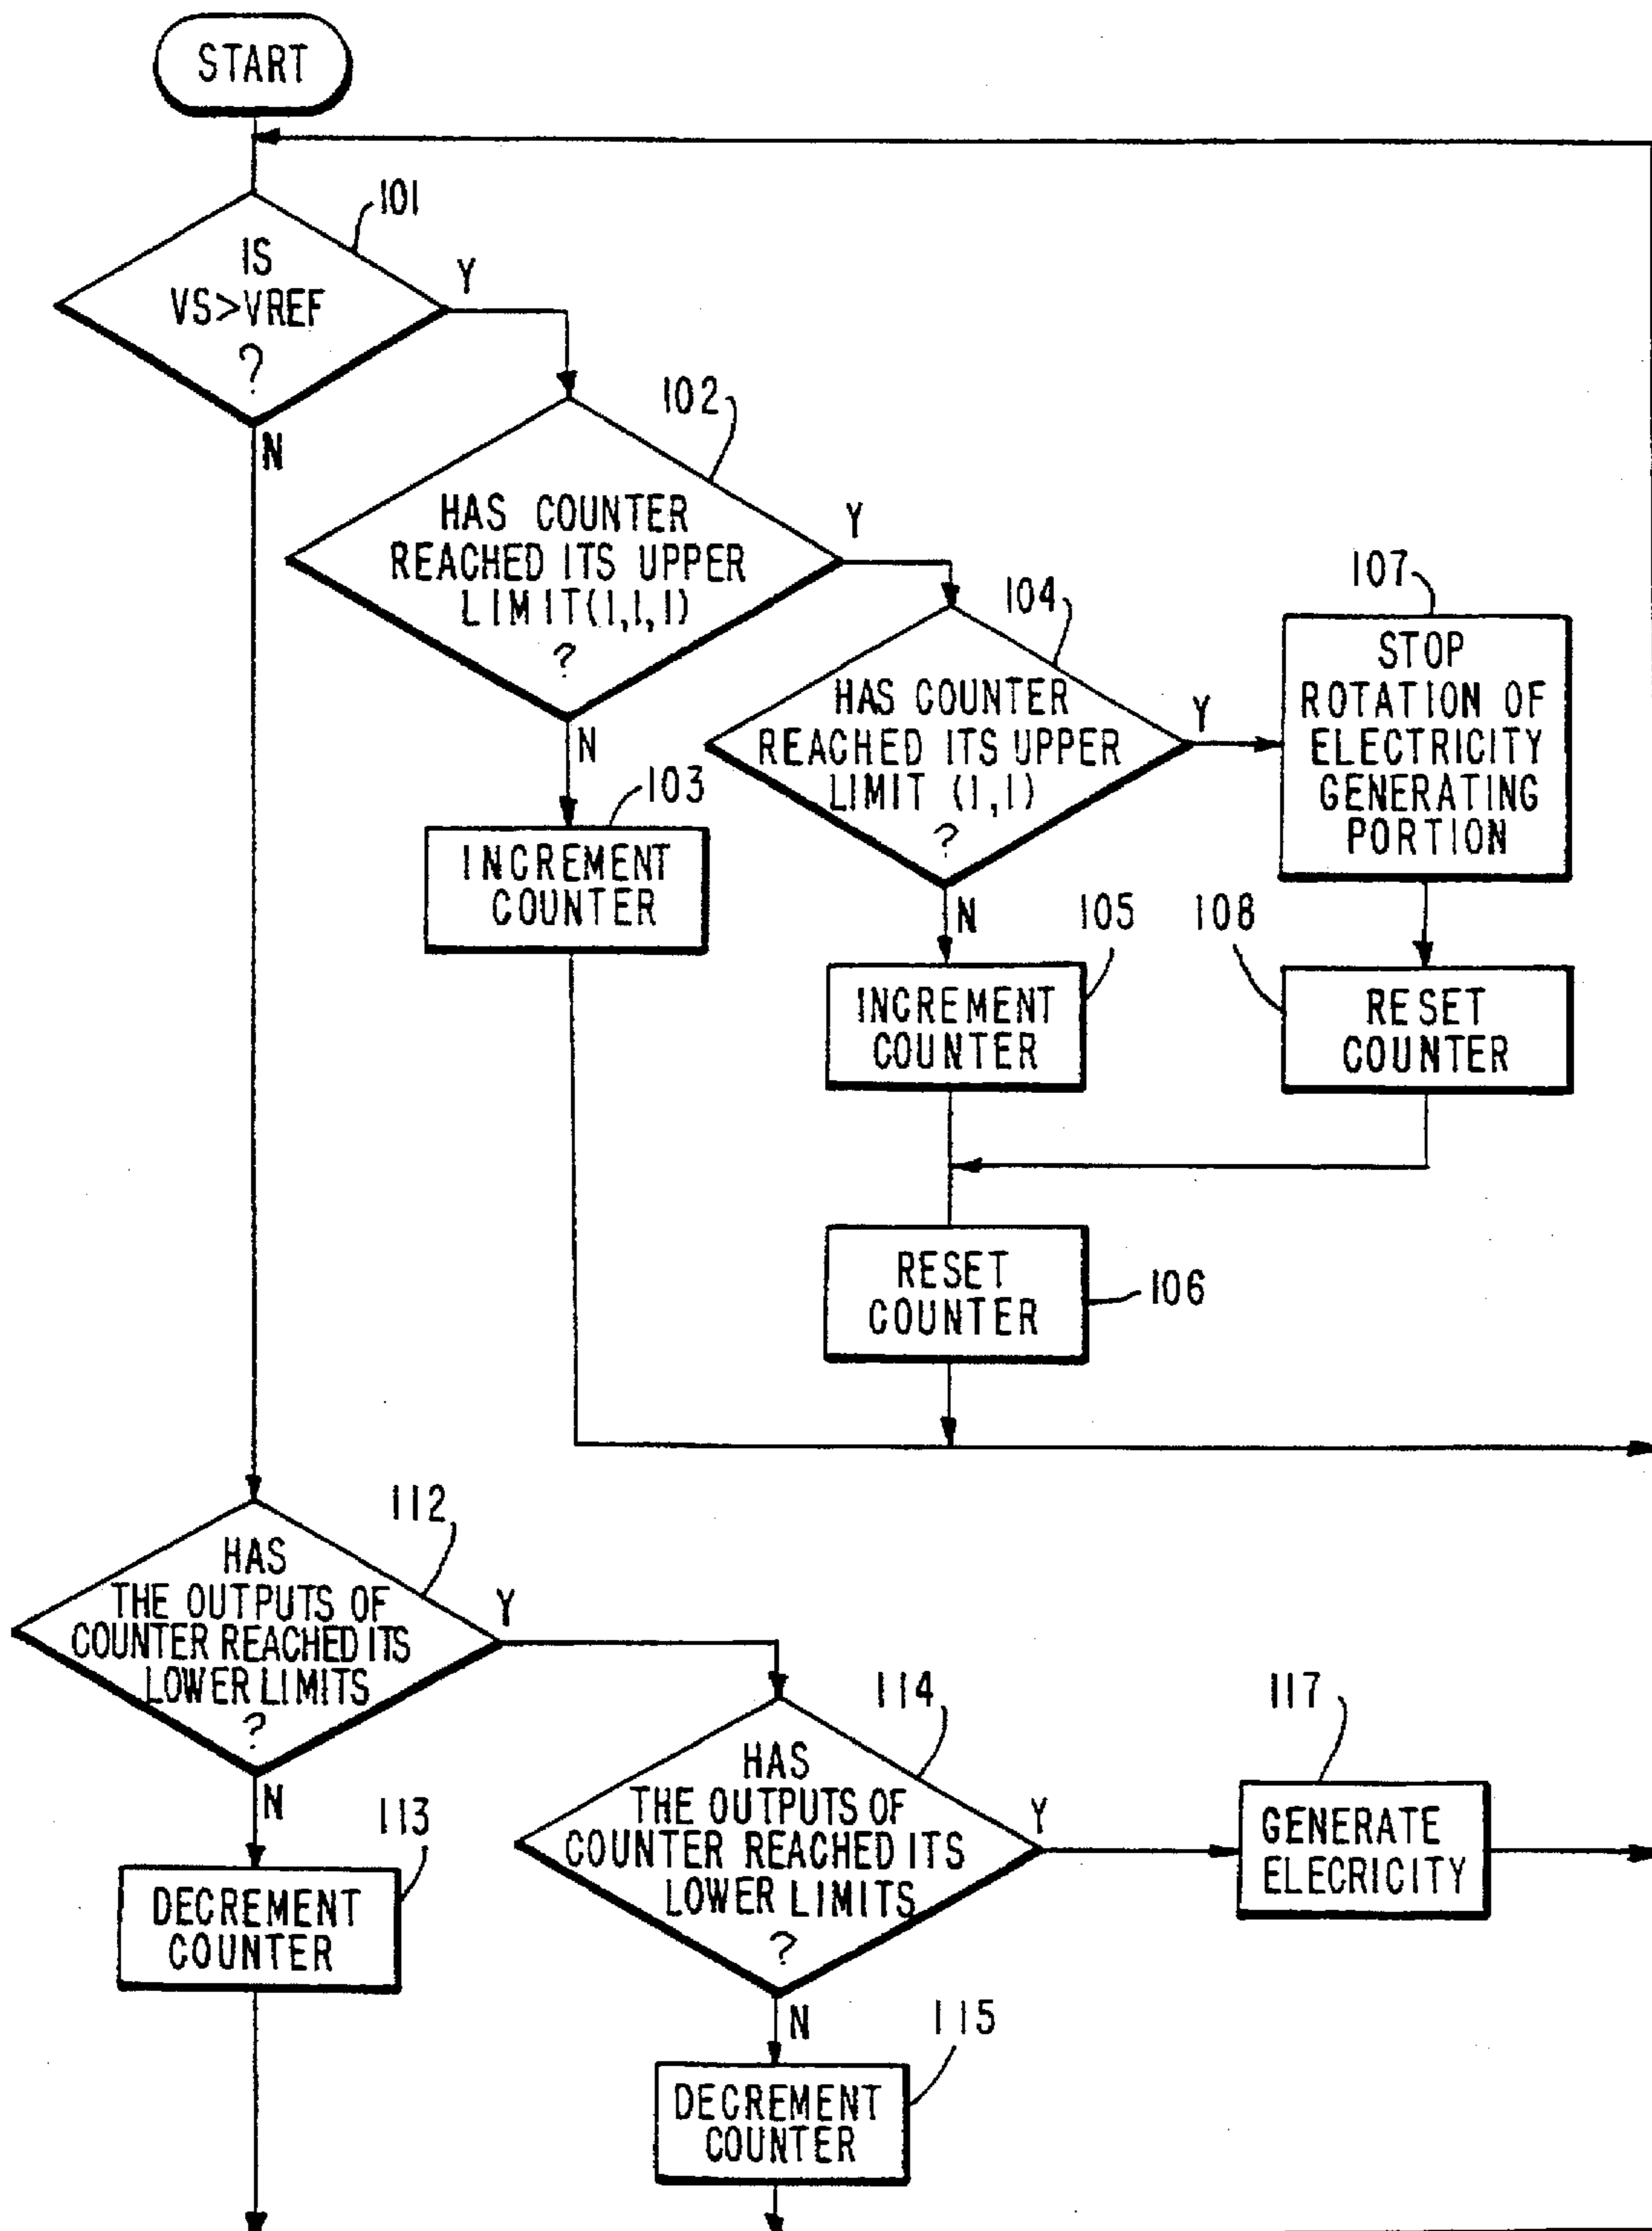 START
101
IS
VS>VREF
?
Y
N
102
HAS COUNTER
REACHED ITS UPPER
LIMIT(1,1,1)
?
Y
N
103
INCREMENT
COUNTER
104
HAS COUNTER
REACHED ITS UPPER
LIMIT (1,1)
?
Y
N
107
STOP
ROTATION OF
ELECTRICITY
GENERATING
PORTION
105
INCREMENT
COUNTER
108
RESET
COUNTER
RESET
COUNTER
106
112
HAS
THE OUTPUTS OF
COUNTER REACHED ITS
LOWER LIMITS
?
Y
N
113
DECREMENT
COUNTER
114
HAS
THE OUTPUTS OF
COUNTER REACHED ITS
LOWER LIMITS
?
Y
N
117
GENERATE
ELECRICITY
115
DECREMENT
COUNTER